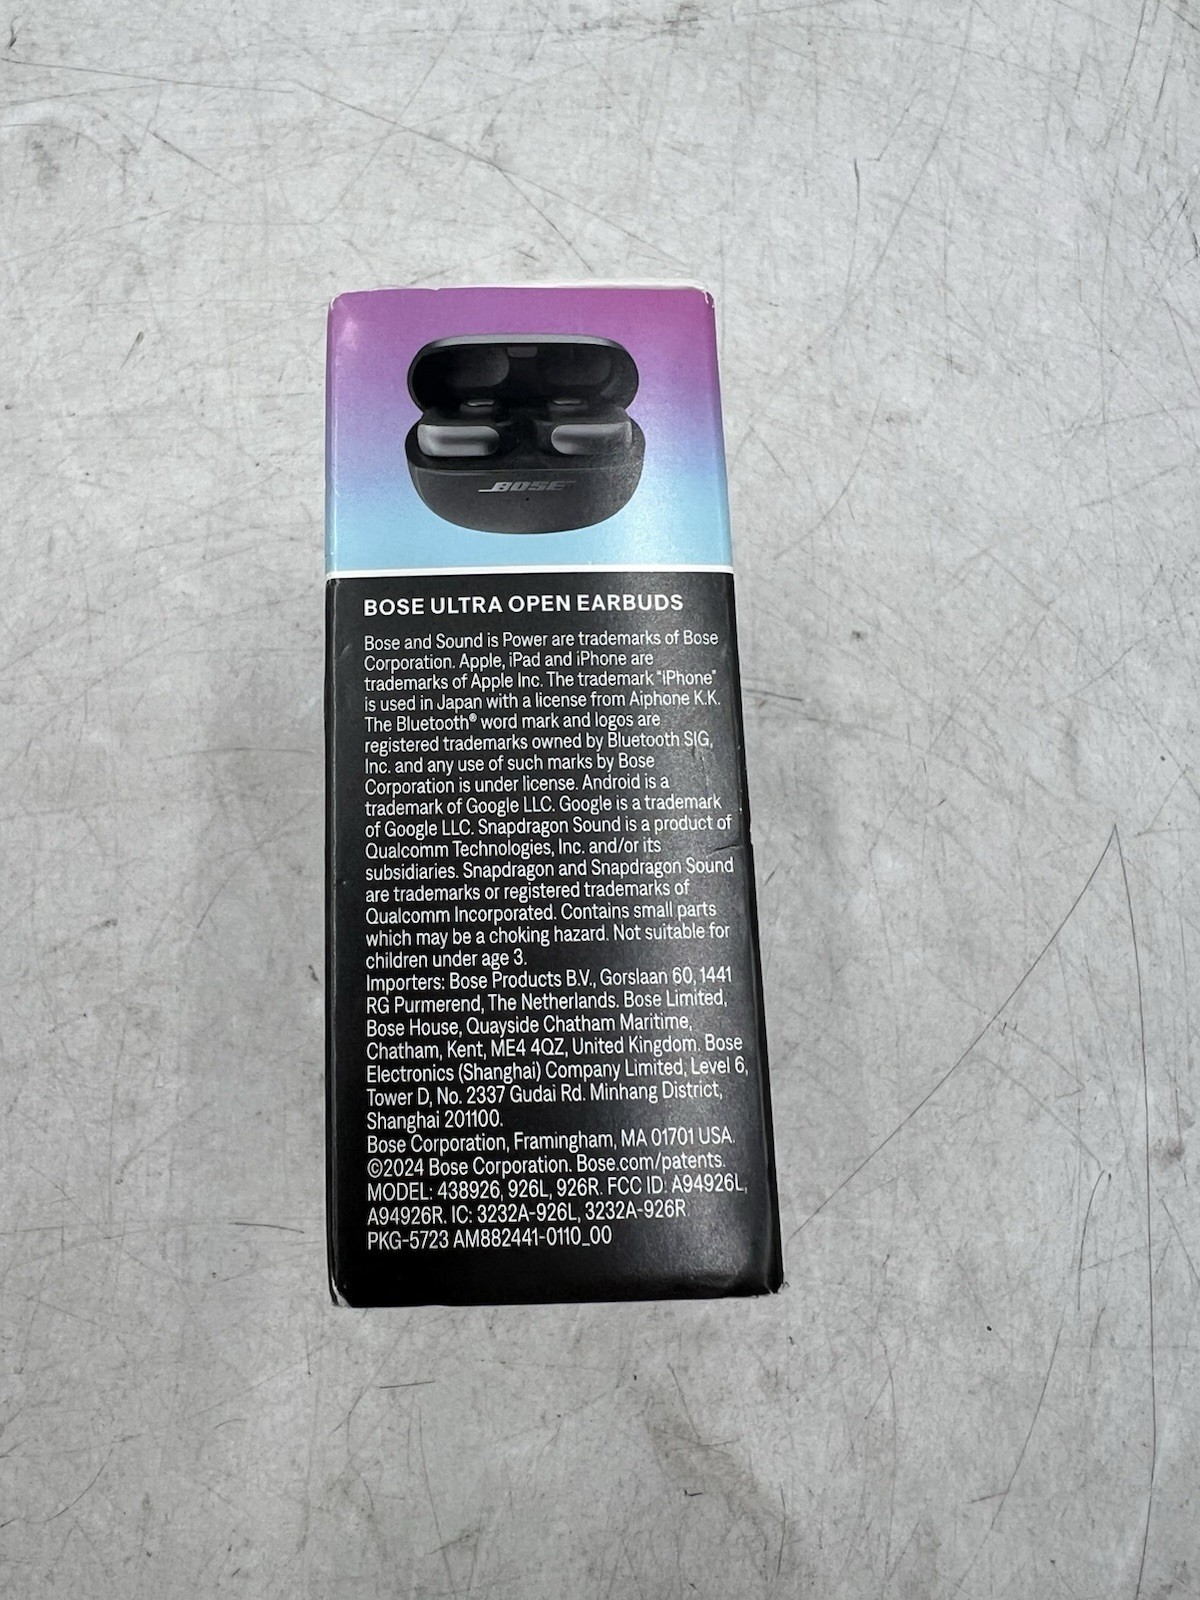 BOSE
BOSE ULTRA OPEN EARBUDS
Bose and Sound is Power are trademarks of Bose
Corporation. Apple, iPad and iPhone are
trademarks of Apple Inc. The trademark "iPhone"
is used in Japan with a license from Aiphone K.K.
The Bluetooth® word mark and logos are
registered trademarks owned by Bluetooth SIG,
Inc. and any use of such marks by Bose
Corporation is under license. Android is a
trademark of Google LLC. Google is a trademark
of Google LLC. Snapdragon Sound is a product of
Qualcomm Technologies, Inc. and/or its
subsidiaries. Snapdragon and Snapdragon Sound
are trademarks or registered trademarks of
Qualcomm Incorporated. Contains small parts
which may be a choking hazard. Not suitable for
children under age 3.
Importers: Bose Products B.V., Gorslaan 60, 1441
RG Purmerend, The Netherlands. Bose Limited,
Bose House, Quayside Chatham Maritime,
Chatham, Kent, ME4 4QZ, United Kingdom. Bose
Electronics (Shanghai) Company Limited, Level 6,
Tower D, No. 2337 Gudai Rd. Minhang District,
Shanghai 201100.
Bose Corporation, Framingham, MA 01701 USA.
©2024 Bose Corporation. Bose.com/patents.
MODEL: 438926, 926L, 926R. FCC ID: A94926L,
A94926R. IC: 3232A-926L, 3232A-926R
PKG-5723 AM882441-0110_00